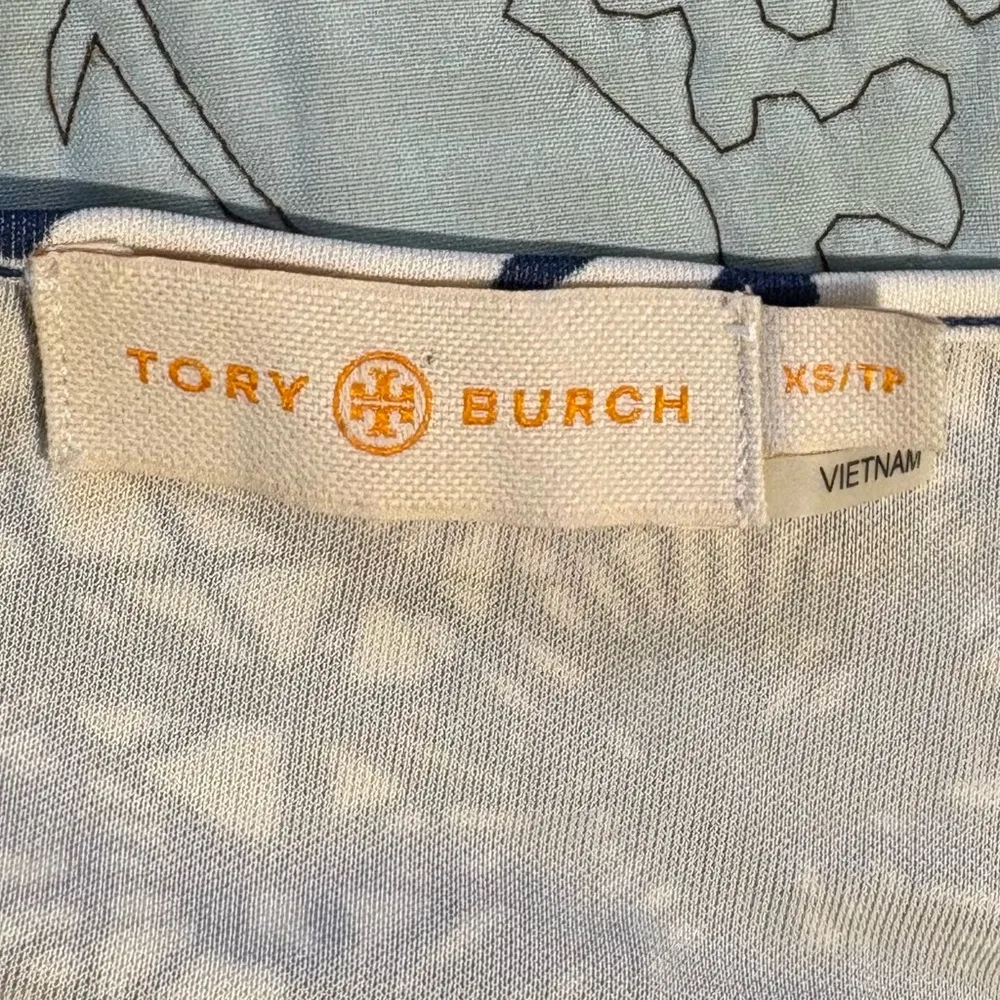 TORY BURCH
XS/TP
VIETNAM